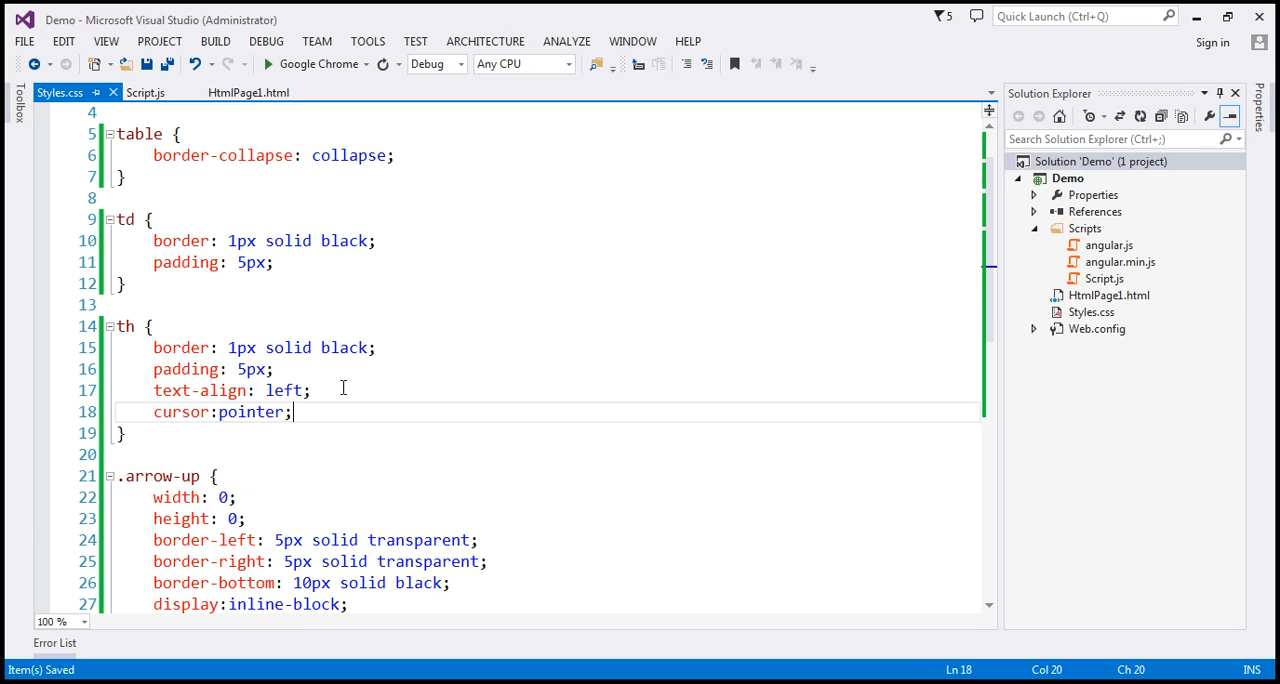 Demo - Microsoft Visual Studio (Administrator)
5
Quick Launch (Ctrl+Q)
FILE EDIT VIEW PROJECT BUILD DEBUG TEAM TOOLS TEST ARCHITECTURE ANALYZE WINDOW HELP
Sign in
Google Chrome Debug Any CPU
Toolbox
Styles.css Script.js HtmlPage1.html
4
5 table {
6 border-collapse: collapse;
7 }
8
9 td {
10 border: 1px solid black;
11 padding: 5px;
12 }
13
14 th {
15 border: 1px solid black;
16 padding: 5px;
17 text-align: left;
18 cursor:pointer;
19 }
20
21 .arrow-up {
22 width: 0;
23 height: 0;
24 border-left: 5px solid transparent;
25 border-right: 5px solid transparent;
26 border-bottom: 10px solid black;
27 display:inline-block;
100 %
Solution Explorer
Search Solution Explorer (Ctrl+;)
Solution 'Demo' (1 project)
Demo
Properties
References
Scripts
angular.js
angular.min.js
Script.js
HtmlPage1.html
Styles.css
Web.config
Properties
Error List
Item(s) Saved Ln 18 Col 20 Ch 20 INS